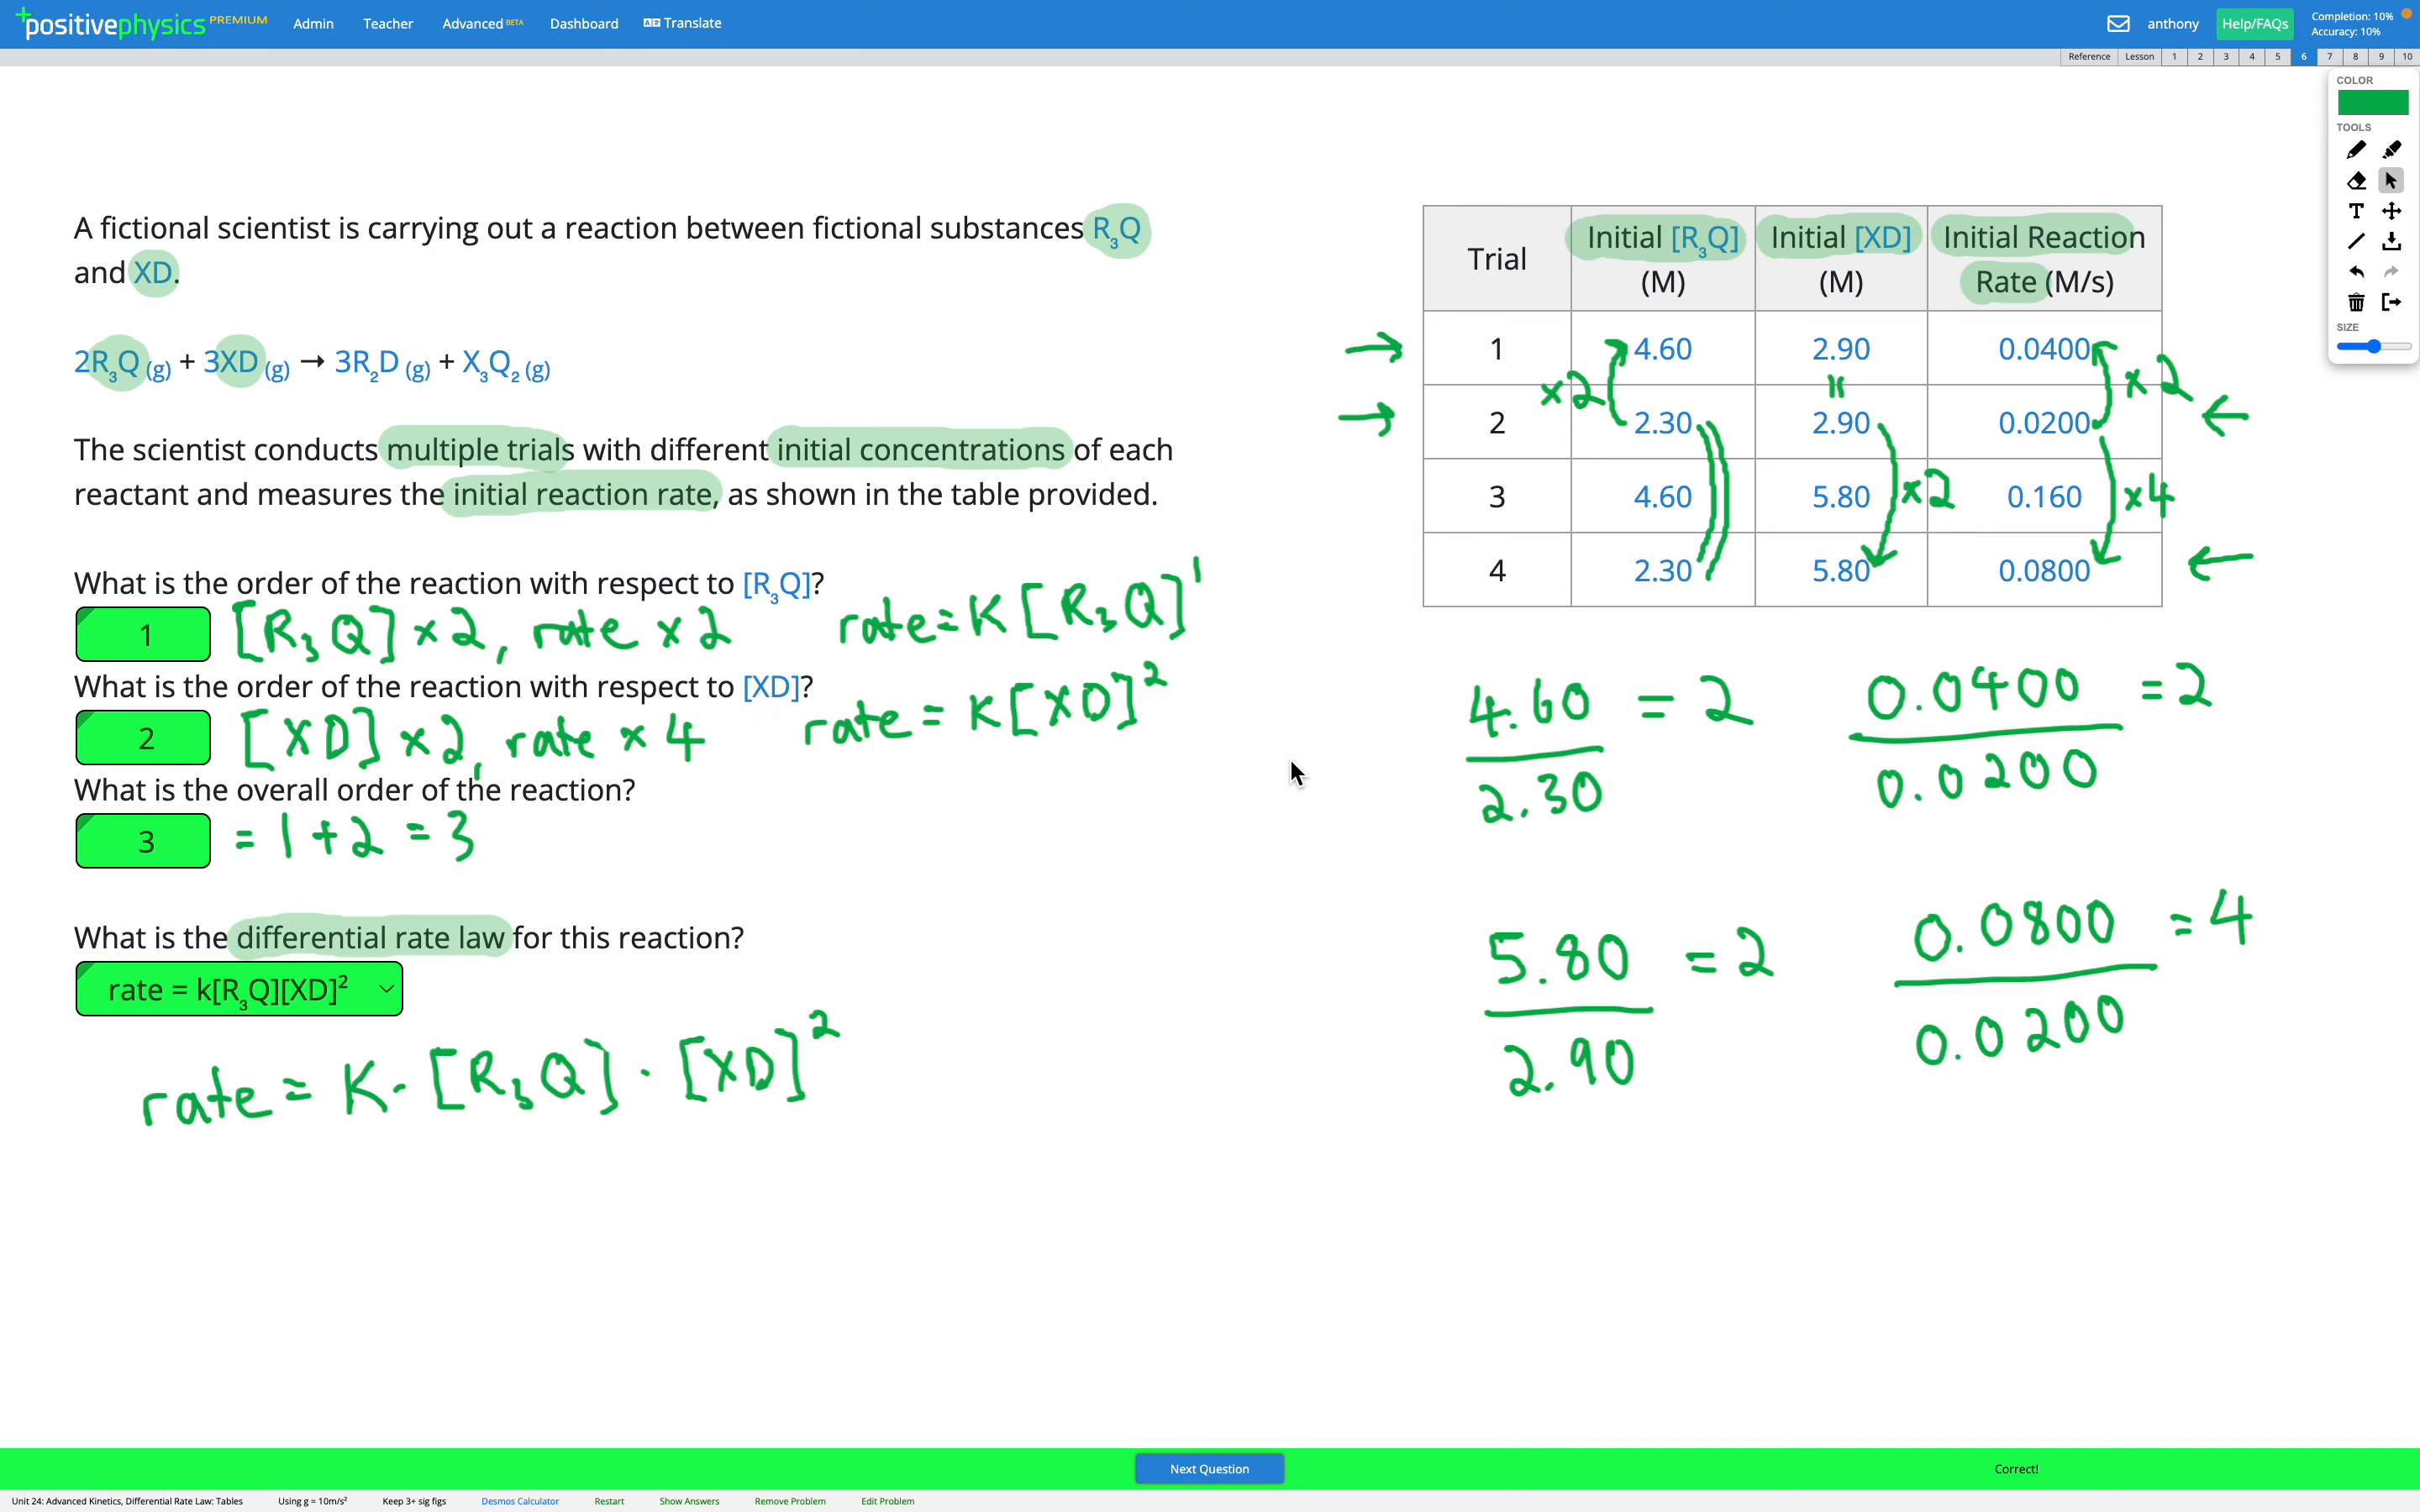 +positivephysics PREMIUM Admin Teacher Advanced BETA Dashboard Translate anthony Help/FAQs Completion: 10%
Accuracy: 10%
Reference Lesson 1 2 3 4 5 6 7 8 9 10
COLOR
TOOLS
T
SIZE
A fictional scientist is carrying out a reaction between fictional substances R₃Q
and XD.
2R₃Q (g) + 3XD (g) → 3R₂D (g) + X₃Q₂ (g)
The scientist conducts multiple trials with different initial concentrations of each
reactant and measures the initial reaction rate, as shown in the table provided.
What is the order of the reaction with respect to [R₃Q]?
1 [R₃Q] ×2, rate ×2 rate = K[R₃Q]¹
What is the order of the reaction with respect to [XD]?
2 [XD] ×2, rate ×4 rate = K[XD]²
What is the overall order of the reaction?
3 = 1 + 2 = 3
What is the differential rate law for this reaction?
rate = k[R₃Q][XD]²
rate = K · [R₃Q] · [XD]²
Trial Initial [R₃Q] (M) Initial [XD] (M) Initial Reaction Rate (M/s)
→ 1 4.60 2.90 0.0400
×2 = ×2
→ 2 2.30 2.90 0.0200 ←
3 4.60 5.80 ×2 0.160 ×4
4 2.30 5.80 0.0800 ←
4.60 = 2 0.0400 = 2
2.30 0.0200
5.80 = 2 0.0800 = 4
2.90 0.0200
Next Question Correct!
Unit 24: Advanced Kinetics, Differential Rate Law: Tables Using g = 10m/s² Keep 3+ sig figs Desmos Calculator Restart Show Answers Remove Problem Edit Problem